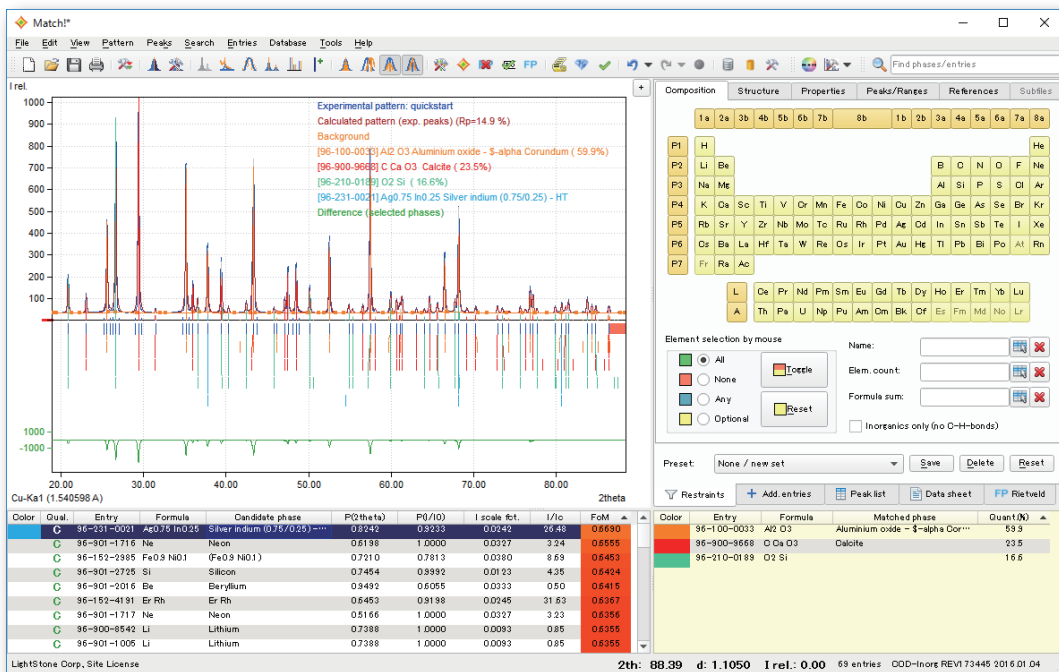 Match!*
File Edit View Pattern Peaks Search Entries Database Tools Help
FP Find phases/entries
I rel.
Experimental pattern: quickstart
Calculated pattern (exp. peaks) (Rp=14.9 %)
Background
[96-100-0033] Al2 O3 Aluminium oxide - $-alpha Corundum ( 59.9%)
[96-900-9668] C Ca O3 Calcite ( 23.5%)
[96-210-0189] O2 Si ( 16.6%)
[96-231-0021] Ag0.75 In0.25 Silver indium (0.75/0.25) - HT
Difference (selected phases)
1000
900
800
700
600
500
400
300
200
100
1000
-1000
20.00 30.00 40.00 50.00 60.00 70.00 80.00
Cu-Ka1 (1.540598 A) 2theta
+
Composition Structure Properties Peaks/Ranges References Subfiles
1a 2a 3b 4b 5b 6b 7b 8b 1b 2b 3a 4a 5a 6a 7a 8a
P1 H He
P2 Li Be B C N O F Ne
P3 Na Mg Al Si P S Cl Ar
P4 K Ca Sc Ti V Cr Mn Fe Co Ni Cu Zn Ga Ge As Se Br Kr
P5 Rb Sr Y Zr Nb Mo Tc Ru Rh Pd Ag Cd In Sn Sb Te I Xe
P6 Cs Ba La Hf Ta W Re Os Ir Pt Au Hg Tl Pb Bi Po At Rn
P7 Fr Ra Ac
L Ce Pr Nd Pm Sm Eu Gd Tb Dy Ho Er Tm Yb Lu
A Th Pa U Np Pu Am Cm Bk Cf Es Fm Md No Lr
Element selection by mouse
All
None
Any
Optional
Toggle
Reset
Name:
Elem. count:
Formula sum:
Inorganics only (no C-H-bonds)
Preset: None / new set Save Delete Reset
Restraints Add. entries Peak list Data sheet FP Rietveld
Color Qual. Entry Formula Candidate phase P(2theta) P(I/I0) I scale fct. I/Ic FoM
C 96-231-0021 Ag0.75 In0.25 Silver indium (0.75/0.25) -··· 0.8242 0.9233 0.0242 26.48 0.6690
C 96-901-1716 Ne Neon 0.6198 1.0000 0.0327 3.24 0.6555
C 96-152-2985 Fe0.9 Ni0.1 (Fe0.9 Ni0.1) 0.7210 0.7813 0.0380 8.69 0.6453
C 96-901-2725 Si Silicon 0.7454 0.9992 0.0123 4.35 0.6424
C 96-901-2016 Be Beryllium 0.9492 0.6055 0.0333 0.50 0.6415
C 96-152-4191 Er Rh Er Rh 0.6453 0.9198 0.0245 31.63 0.6367
C 96-901-1717 Ne Neon 0.5166 1.0000 0.0327 3.23 0.6356
C 96-900-8542 Li Lithium 0.7388 1.0000 0.0093 0.85 0.6355
C 96-901-1005 Li Lithium 0.7388 1.0000 0.0093 0.85 0.6355
Color Entry Formula Matched phase Quant.(%)
96-100-0033 Al2 O3 Aluminium oxide - $-alpha Cor··· 59.9
96-900-9668 C Ca O3 Calcite 23.5
96-210-0189 O2 Si 16.6
LightStone Corp, Site License 2th: 88.39 d: 1.1050 I rel.: 0.00 69 entries COD-Inorg REV173445 2016.01.04